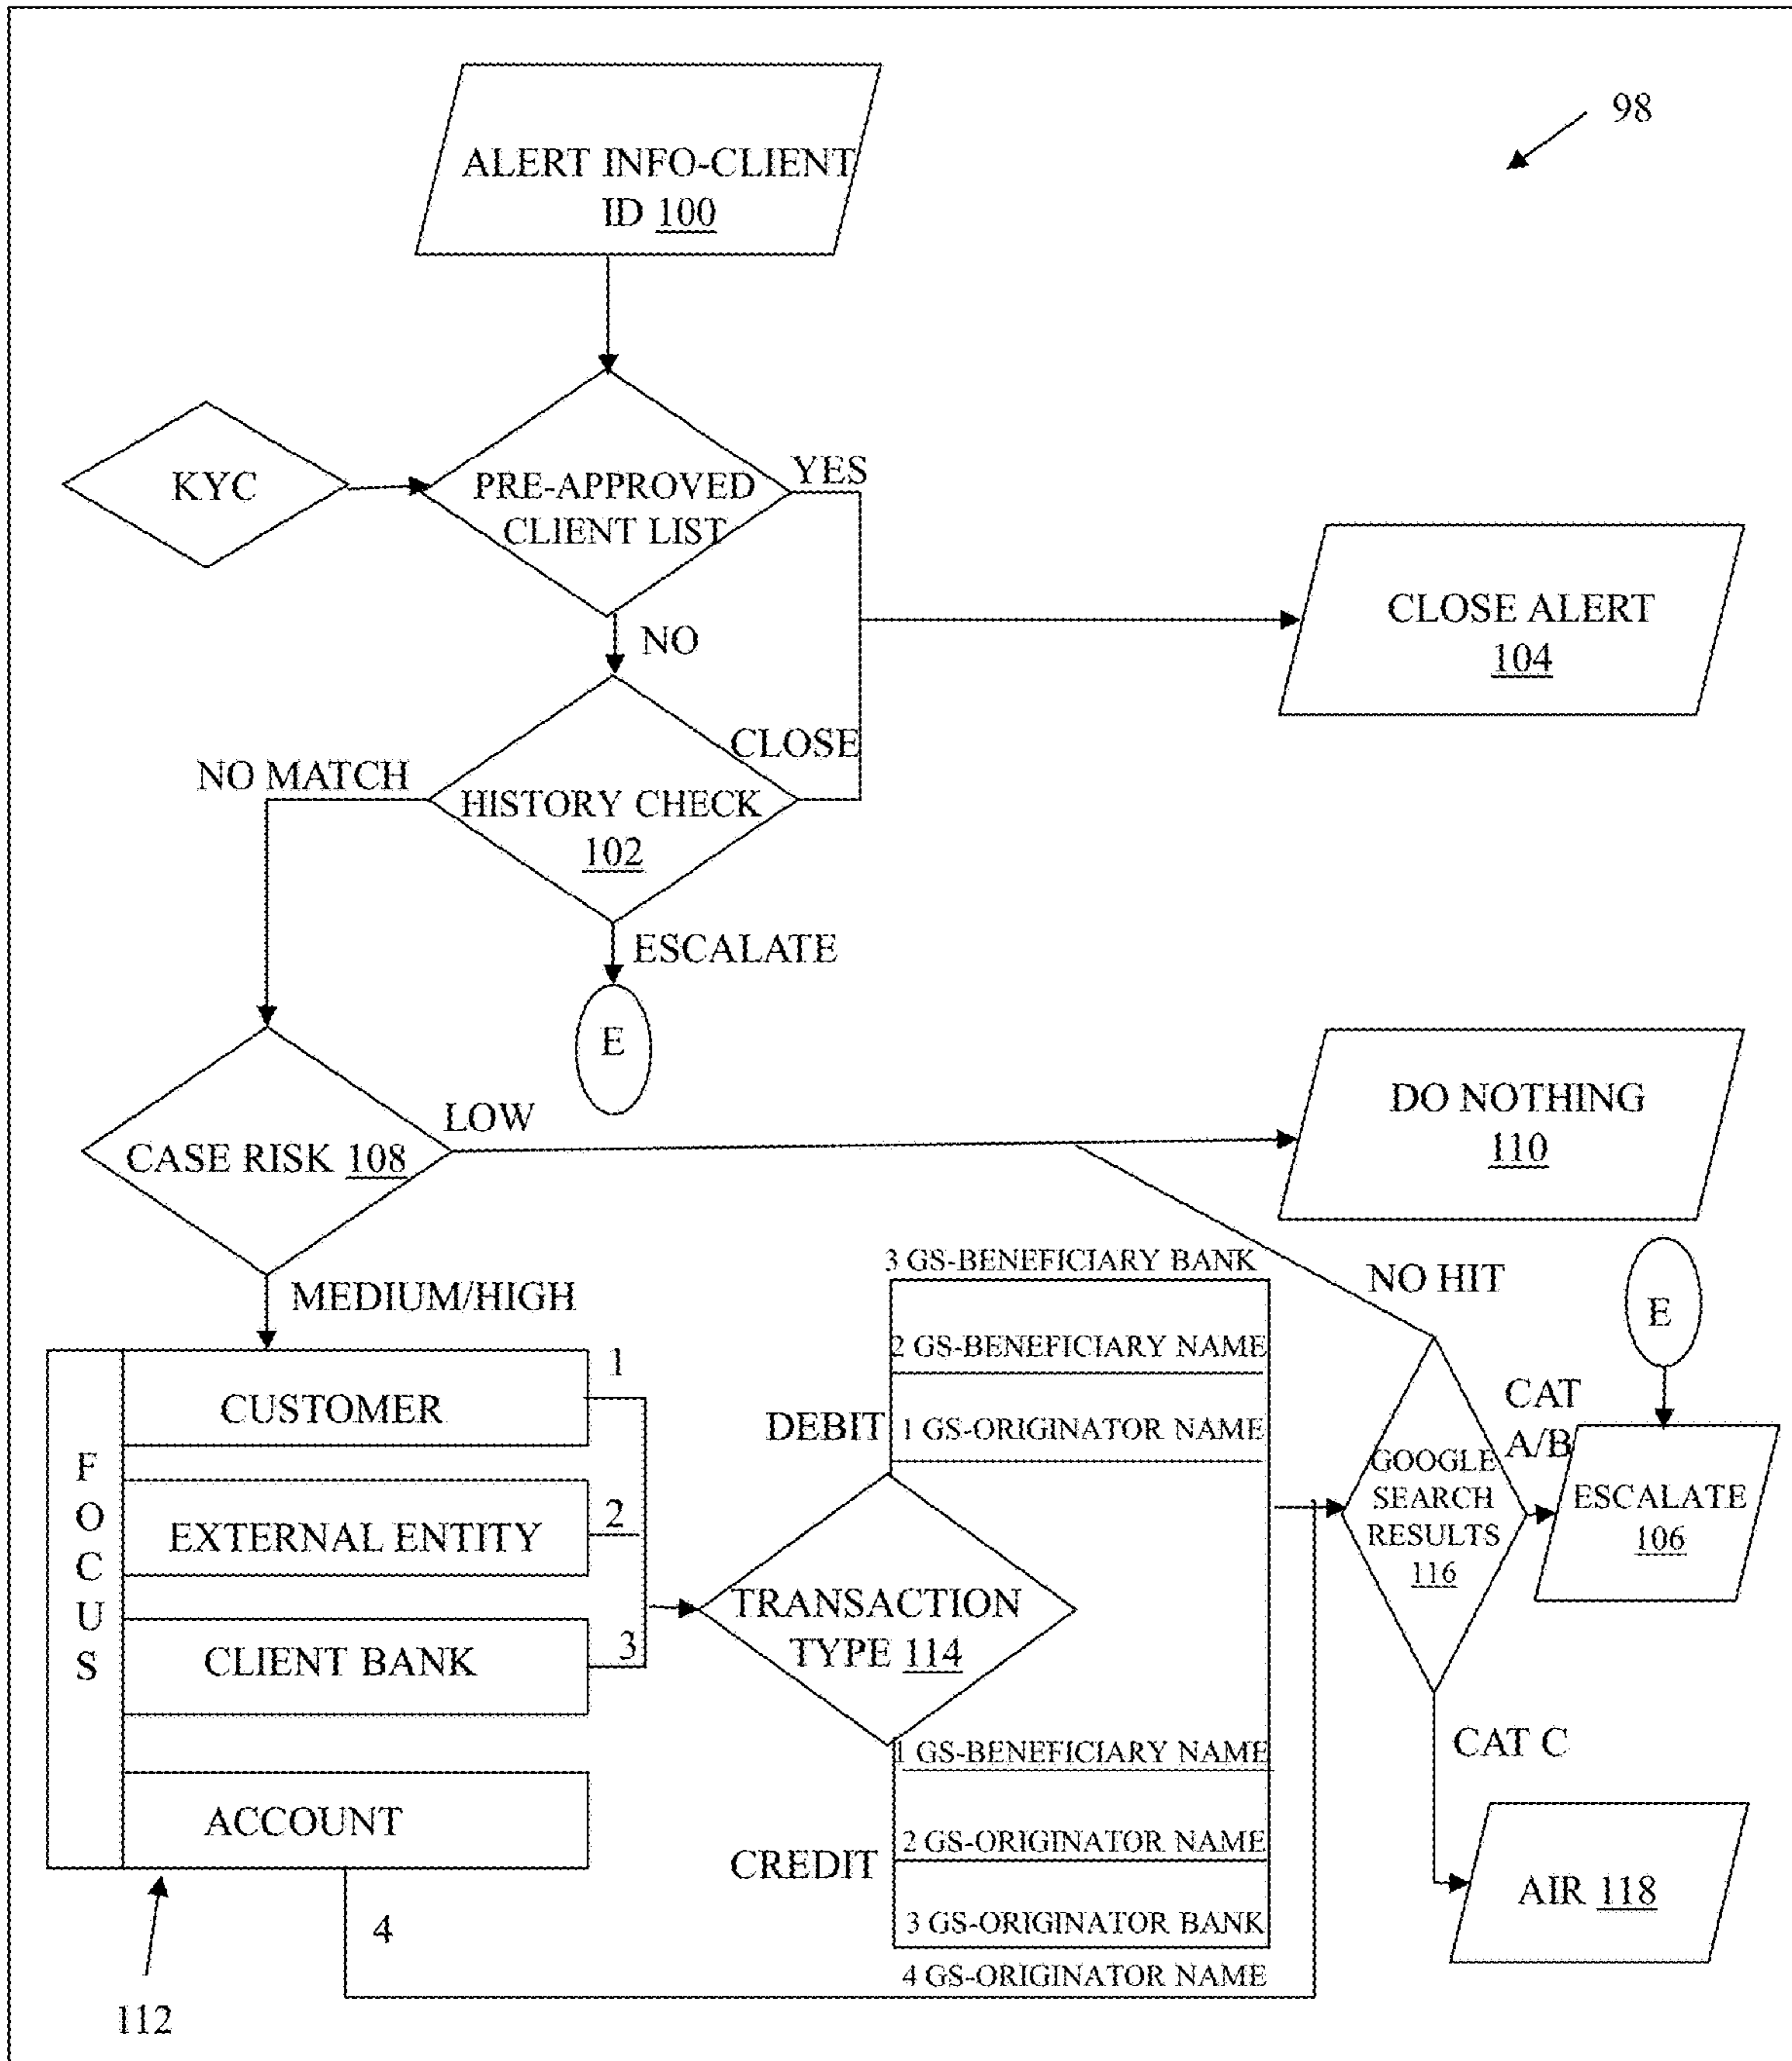 98
ALERT INFO-CLIENT
ID 100
KYC
PRE-APPROVED
CLIENT LIST
YES
NO
CLOSE ALERT
104
CLOSE
NO MATCH
HISTORY CHECK
102
ESCALATE
E
DO NOTHING
110
LOW
CASE RISK 108
MEDIUM/HIGH
3 GS-BENEFICIARY BANK
NO HIT
E
2 GS-BENEFICIARY NAME
1
CUSTOMER
DEBIT
1 GS-ORIGINATOR NAME
CAT
A/B
FOCUS
GOOGLE
SEARCH
RESULTS
116
ESCALATE
106
2
EXTERNAL ENTITY
TRANSACTION
TYPE 114
3
CLIENT BANK
1 GS-BENEFICIARY NAME
CAT C
ACCOUNT
2 GS-ORIGINATOR NAME
CREDIT
3 GS-ORIGINATOR BANK
AIR 118
4
4 GS-ORIGINATOR NAME
112